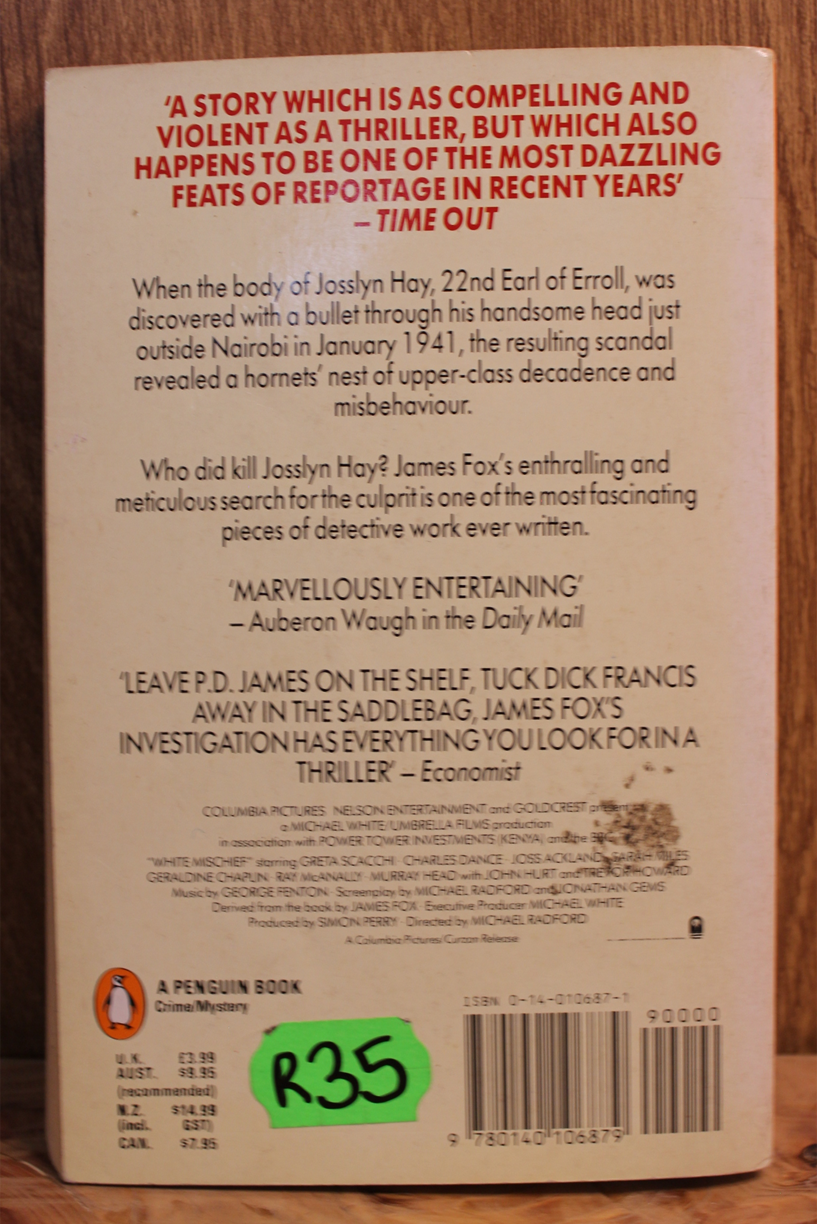 'A STORY WHICH IS AS COMPELLING AND
VIOLENT AS A THRILLER, BUT WHICH ALSO
HAPPENS TO BE ONE OF THE MOST DAZZLING
FEATS OF REPORTAGE IN RECENT YEARS'
– TIME OUT
When the body of Josslyn Hay, 22nd Earl of Erroll, was
discovered with a bullet through his handsome head just
outside Nairobi in January 1941, the resulting scandal
revealed a hornets' nest of upper-class decadence and
misbehaviour.
Who did kill Josslyn Hay? James Fox's enthralling and
meticulous search for the culprit is one of the most fascinating
pieces of detective work ever written.
'MARVELLOUSLY ENTERTAINING'
– Auberon Waugh in the Daily Mail
'LEAVE P.D. JAMES ON THE SHELF, TUCK DICK FRANCIS
AWAY IN THE SADDLEBAG, JAMES FOX'S
INVESTIGATION HAS EVERYTHING YOU LOOK FOR IN A
THRILLER' – Economist
COLUMBIA PICTURES · NELSON ENTERTAINMENT and GOLDCREST present
a MICHAEL WHITE/UMBRELLA FILMS production
in association with POWER TOWER INVESTMENTS (KENYA) and the BBC
"WHITE MISCHIEF" starring GRETA SCACCHI · CHARLES DANCE · JOSS ACKLAND · SARAH MILES
GERALDINE CHAPLIN · RAY McANALLY · MURRAY HEAD with JOHN HURT and TREVOR HOWARD
Music by GEORGE FENTON · Screenplay by MICHAEL RADFORD and JONATHAN GEMS
Derived from the book by JAMES FOX · Executive Producer MICHAEL WHITE
Produced by SIMON PERRY · Directed by MICHAEL RADFORD
A Columbia Pictures/Curzon Release
A PENGUIN BOOK
Crime/Mystery
U.K. £3.99
AUST. $9.95
(recommended)
N.Z. $14.99
(incl. GST)
CAN. $7.95
R35
ISBN 0-14-010687-1
90000
9 780140 106879